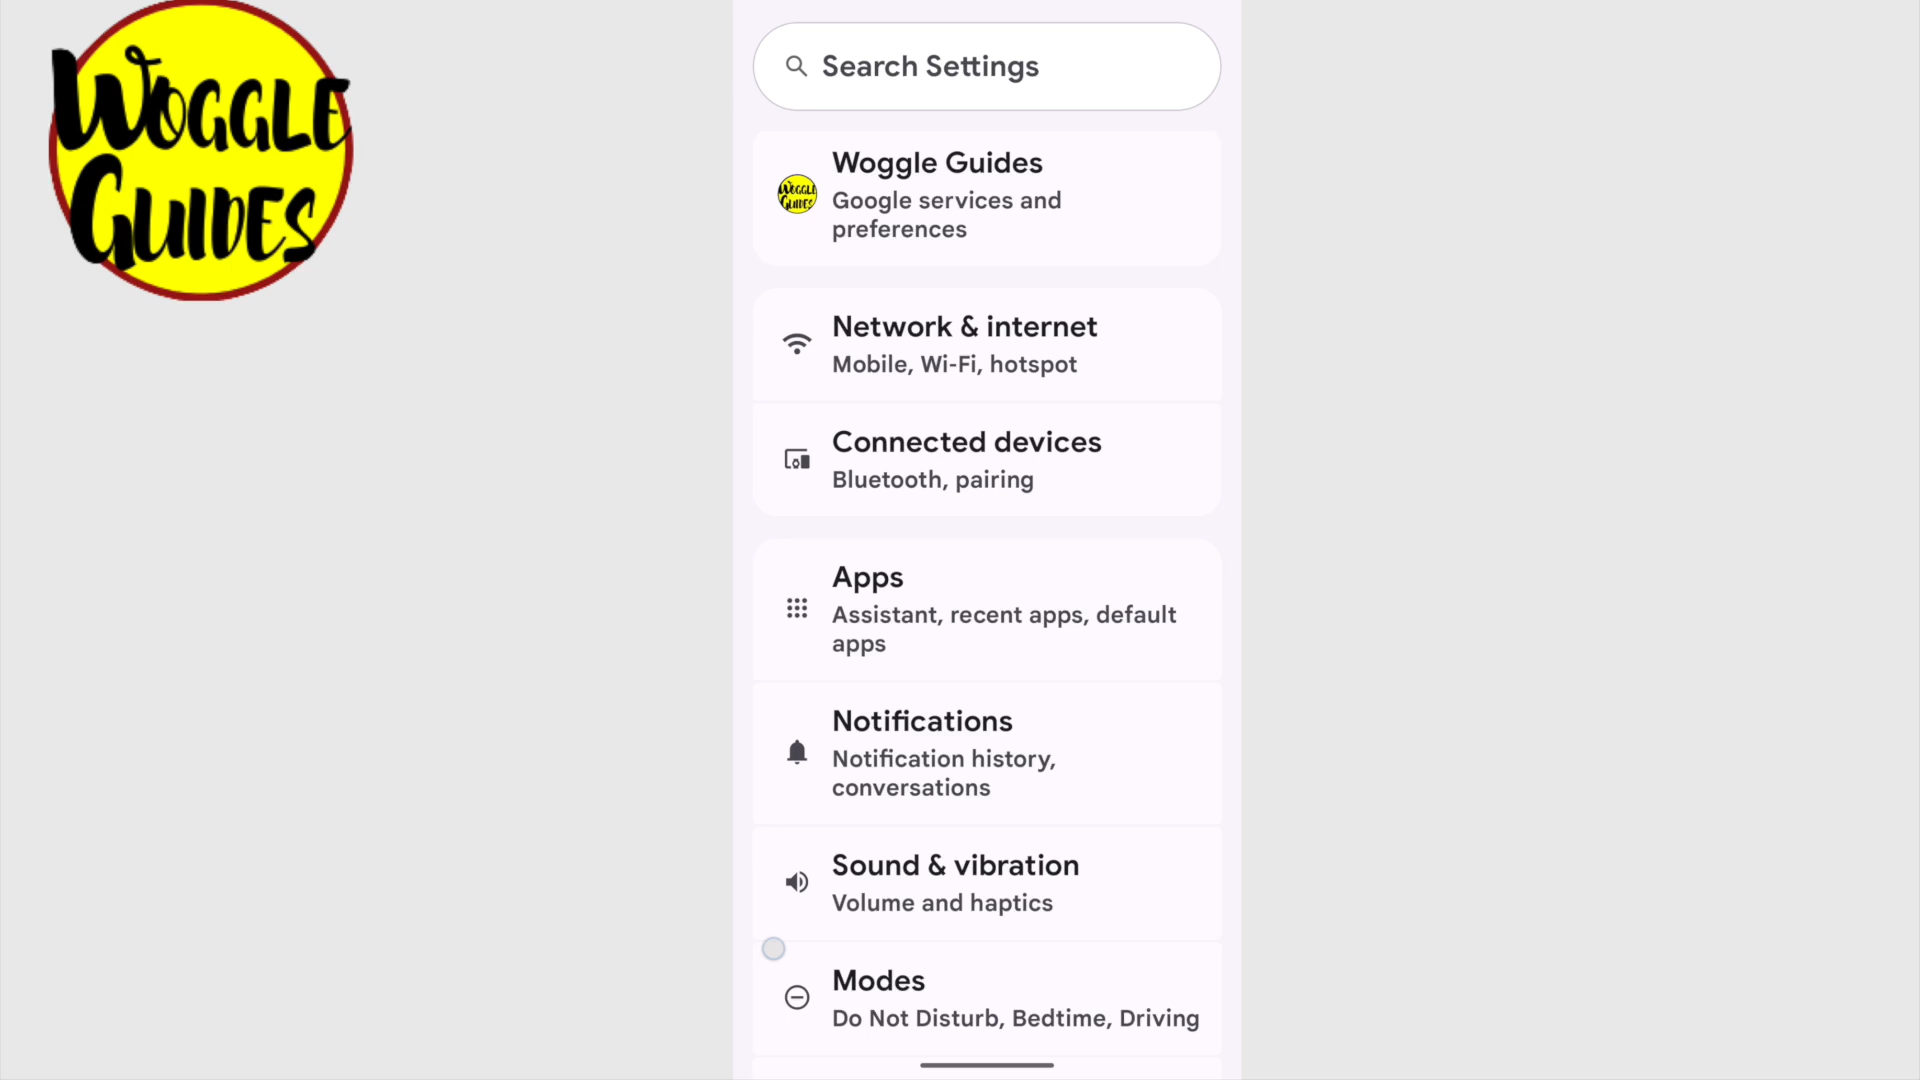 Woggle
Guides
Search Settings
Woggle Guides
Google services and
preferences
Woggle
Guides
Network & internet
Mobile, Wi-Fi, hotspot
Connected devices
Bluetooth, pairing
Apps
Assistant, recent apps, default
apps
Notifications
Notification history,
conversations
Sound & vibration
Volume and haptics
Modes
Do Not Disturb, Bedtime, Driving